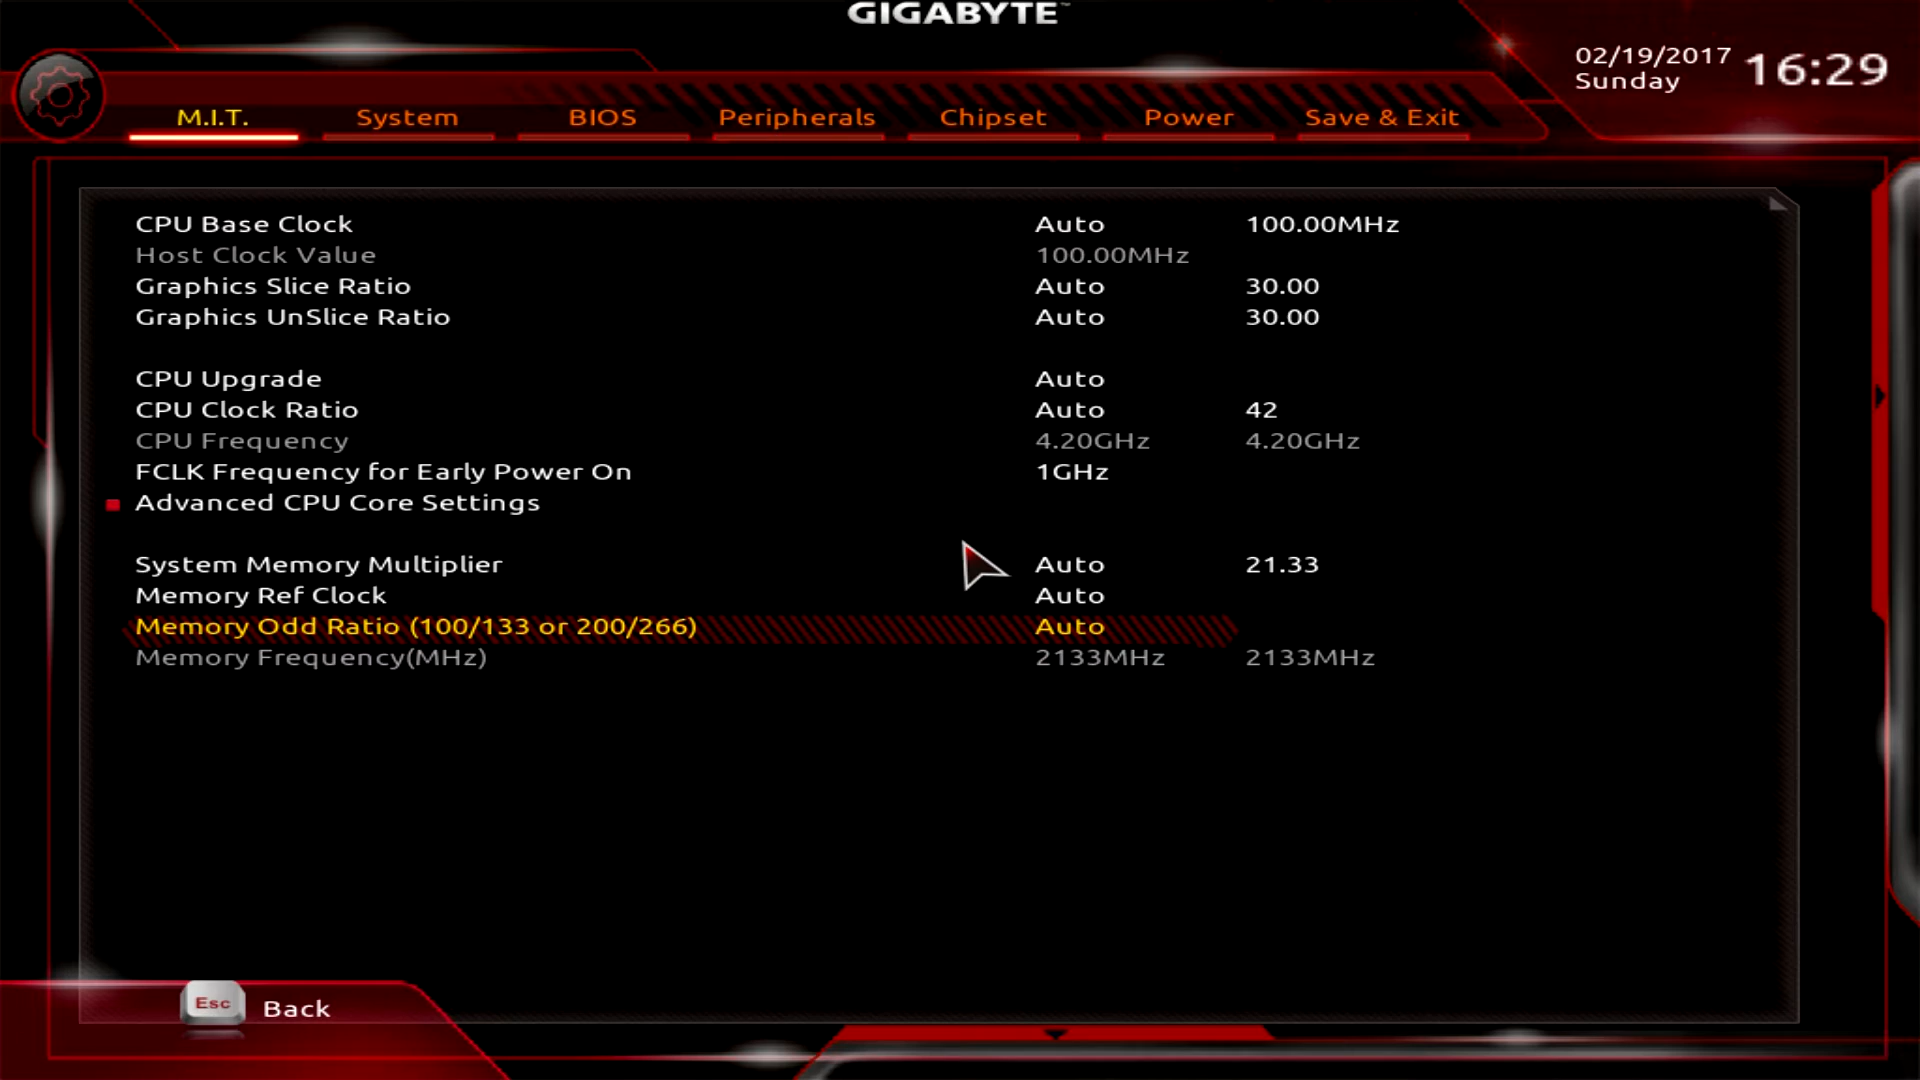 GIGABYTE™
02/19/2017 16:29
Sunday
M.I.T. System BIOS Peripherals Chipset Power Save & Exit
CPU Base Clock Auto 100.00MHz
Host Clock Value 100.00MHz
Graphics Slice Ratio Auto 30.00
Graphics UnSlice Ratio Auto 30.00
CPU Upgrade Auto
CPU Clock Ratio Auto 42
CPU Frequency 4.20GHz 4.20GHz
FCLK Frequency for Early Power On 1GHz
Advanced CPU Core Settings
System Memory Multiplier Auto 21.33
Memory Ref Clock Auto
Memory Odd Ratio (100/133 or 200/266) Auto
Memory Frequency(MHz) 2133MHz 2133MHz
Esc Back